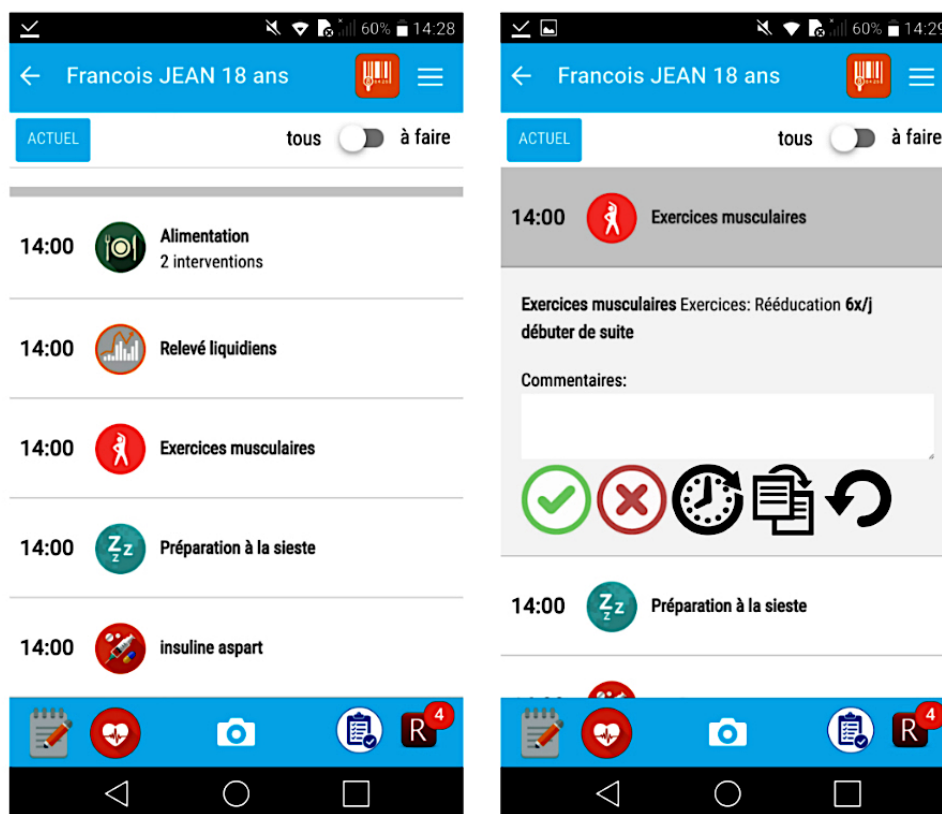 60% 14:28
Francois JEAN 18 ans
ACTUEL
tous
à faire
14:00
Alimentation
2 interventions
14:00
Relevé liquidiens
14:00
Exercices musculaires
14:00
Zzz
Préparation à la sieste
14:00
insuline aspart
R
4
60% 14:29
Francois JEAN 18 ans
ACTUEL
tous
à faire
14:00
Exercices musculaires
Exercices musculaires Exercices: Rééducation 6x/j
débuter de suite
Commentaires:
14:00
Zzz
Préparation à la sieste
R
4